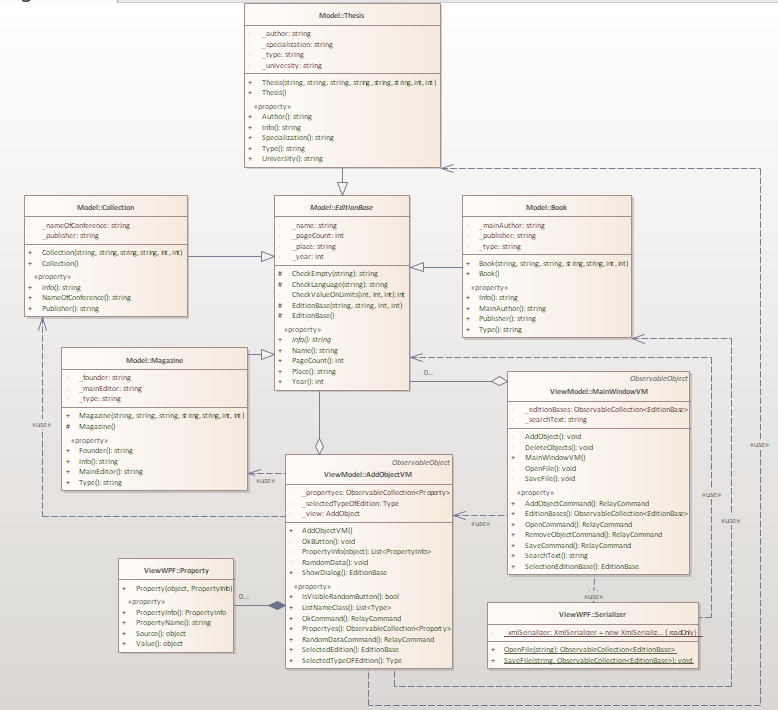 Model::Thesis
_author: string
_specialization: string
_type: string
_university: string
+ Thesis(string, string, string, string, string, string, int, int)
+ Thesis()
«property»
+ Author(): string
+ Info(): string
+ Specialization(): string
+ Type(): string
+ University(): string
Model::Collection
_nameOfConference: string
_publisher: string
+ Collection(string, string, string, string, int, int)
+ Collection()
«property»
+ Info(): string
+ NameOfConference(): string
+ Publisher(): string
Model::EditionBase
_name: string
_pageCount: int
_place: string
_year: int
# CheckEmpty(string): string
# CheckLanguage(string): string
CheckValueOnLimits(int, int, int): int
# EditionBase(string, string, int, int)
# EditionBase()
«property»
+ Info(): string
+ Name(): string
+ PageCount(): int
+ Place(): string
+ Year(): int
Model::Book
_mainAuthor: string
_publisher: string
_type: string
+ Book(string, string, string, string, string, int, int)
+ Book()
«property»
+ Info(): string
+ MainAuthor(): string
+ Publisher(): string
+ Type(): string
Model::Magazine
_founder: string
_mainEditor: string
_type: string
+ Magazine(string, string, string, string, string, int, int)
# Magazine()
«property»
+ Founder(): string
+ Info(): string
+ MainEditor(): string
+ Type(): string
0...
ObservableObject
ViewModel::MainWindowVM
_editionBases: ObservableCollection<EditionBase>
_searchText: string
AddObject(): void
DeleteObjects(): void
+ MainWindowVM()
OpenFile(): void
SaveFile(): void
«property»
+ AddObjectCommand(): RelayCommand
+ EditionBases(): ObservableCollection<EditionBase>
+ OpenCommand(): RelayCommand
+ RemoveObjectCommand(): RelayCommand
+ SaveCommand(): RelayCommand
+ SearchText(): string
+ SelectionEditionBase(): EditionBase
«use»
«use»
«use»
«use»
«use»
«use»
«use»
ObservableObject
ViewModel::AddObjectVM
_propertyes: ObservableCollection<Property>
_selectedTypeOfEdition: Type
_view: AddObject
+ AddObjectVM()
OkButton(): void
PropertyInfo(object): List<PropertyInfo>
RamdomData(): void
+ ShowDialog(): EditionBase
«property»
+ IsVisibleRandomButton(): bool
+ ListNameClass(): List<Type>
+ OkCommand(): RelayCommand
+ Propertyes(): ObservableCollection<Property>
+ RandomDataCommand(): RelayCommand
+ SelectedEdition(): EditionBase
+ SelectedTypeOFEdition(): Type
ViewWPF::Property
+ Property(object, PropertyInfo)
«property»
+ PropertyInfo(): PropertyInfo
+ PropertyName(): string
+ Source(): object
+ Value(): object
0...
ViewWPF::Serializer
_xmlSerializer: XmlSerializer = new XmlSerializ... {readOnly}
+ OpenFile(string): ObservableCollection<EditionBase>
+ SaveFile(string, ObservableCollection<EditionBase>): void